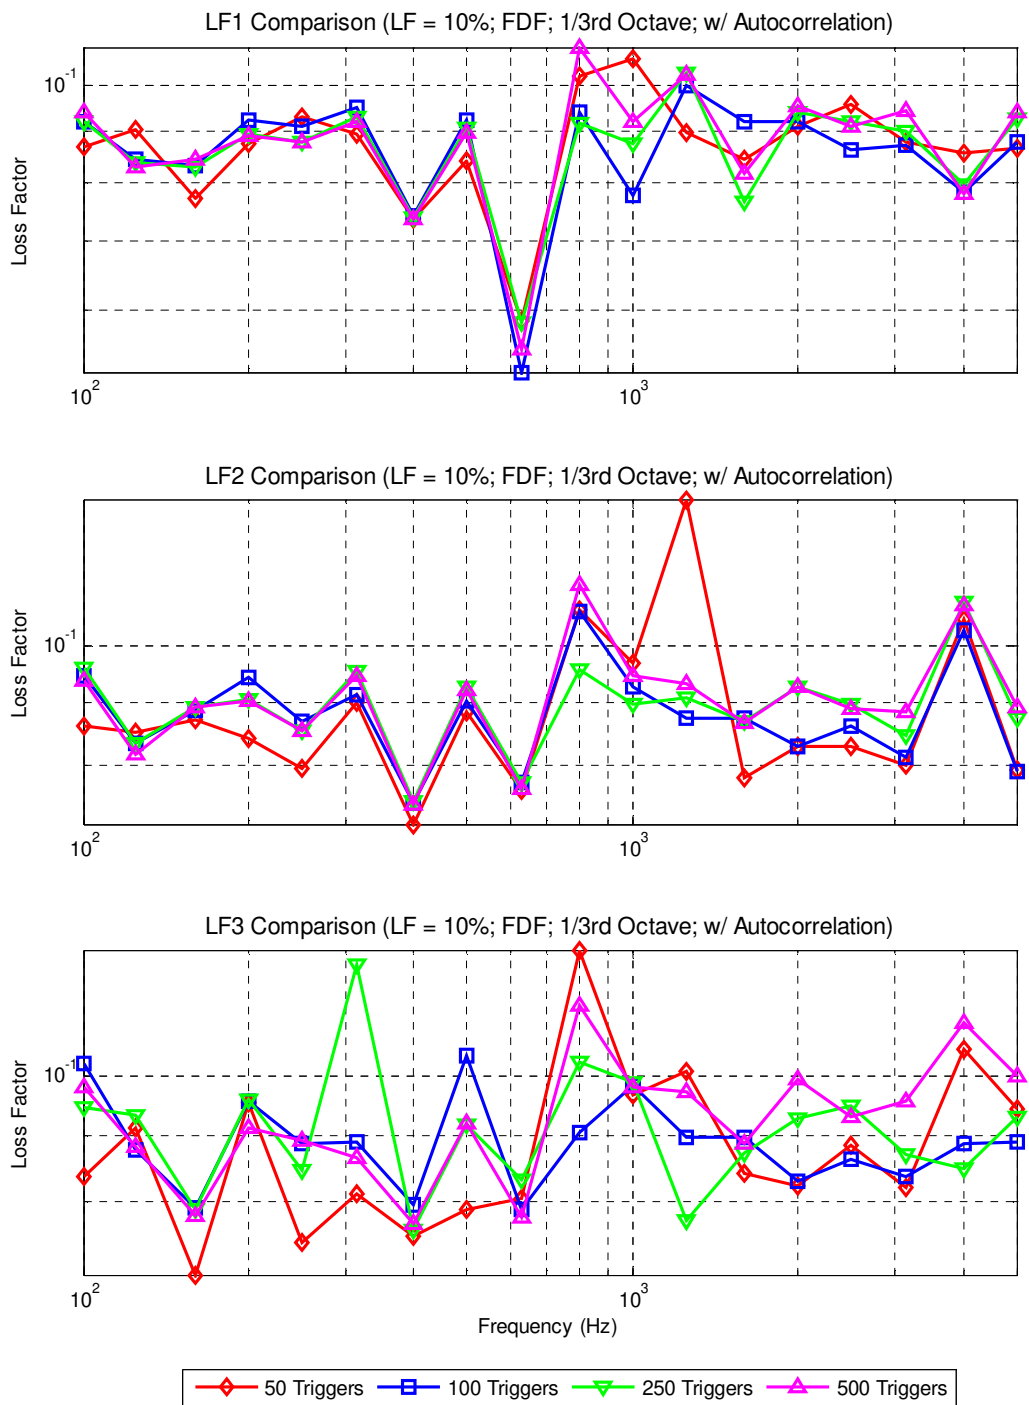 LF1 Comparison (LF = 10%; FDF; 1/3rd Octave; w/ Autocorrelation)
10^-1
Loss Factor
10^2
10^3
LF2 Comparison (LF = 10%; FDF; 1/3rd Octave; w/ Autocorrelation)
10^-1
Loss Factor
10^2
10^3
LF3 Comparison (LF = 10%; FDF; 1/3rd Octave; w/ Autocorrelation)
10^-1
Loss Factor
10^2
10^3
Frequency (Hz)
50 Triggers 100 Triggers 250 Triggers 500 Triggers